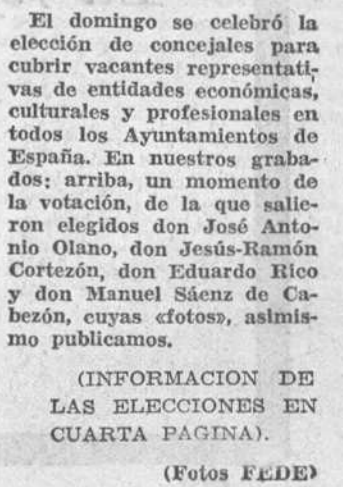 El domingo se celebró la
elección de concejales para
cubrir vacantes representati-
vas de entidades económicas,
culturales y profesionales en
todos los Ayuntamientos de
España. En nuestros graba-
dos: arriba, un momento de
la votación, de la que salie-
ron elegidos don José Anto-
nio Olano, don Jesús-Ramón
Cortezón, don Eduardo Rico
y don Manuel Sáenz de Ca-
bezón, cuyas «fotos», asimis-
mo publicamos.
(INFORMACION DE
LAS ELECCIONES EN
CUARTA PAGINA).
(Fotos FEDE)